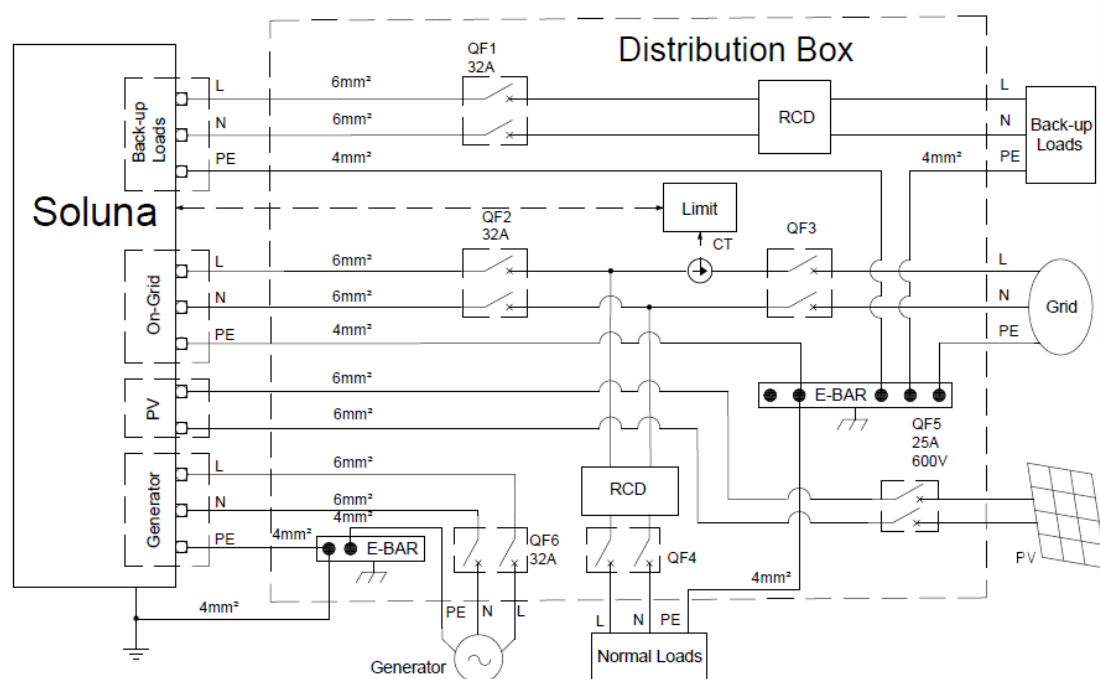 Distribution Box
QF1
32A
L
6mm²
N
6mm²
PE
4mm²
Back-up
Loads
RCD
L
N
4mm²
PE
Back-up
Loads
Soluna
Limit
CT
QF2
32A
QF3
L
6mm²
N
6mm²
PE
4mm²
On-Grid
L
N
PE
Grid
PV
6mm²
6mm²
E-BAR
QF5
25A
600V
PV
Generator
L
6mm²
N
6mm²
4mm²
PE
4mm²
E-BAR
QF6
32A
RCD
QF4
4mm²
4mm²
PE
N
L
Generator
L
N
PE
Normal Loads